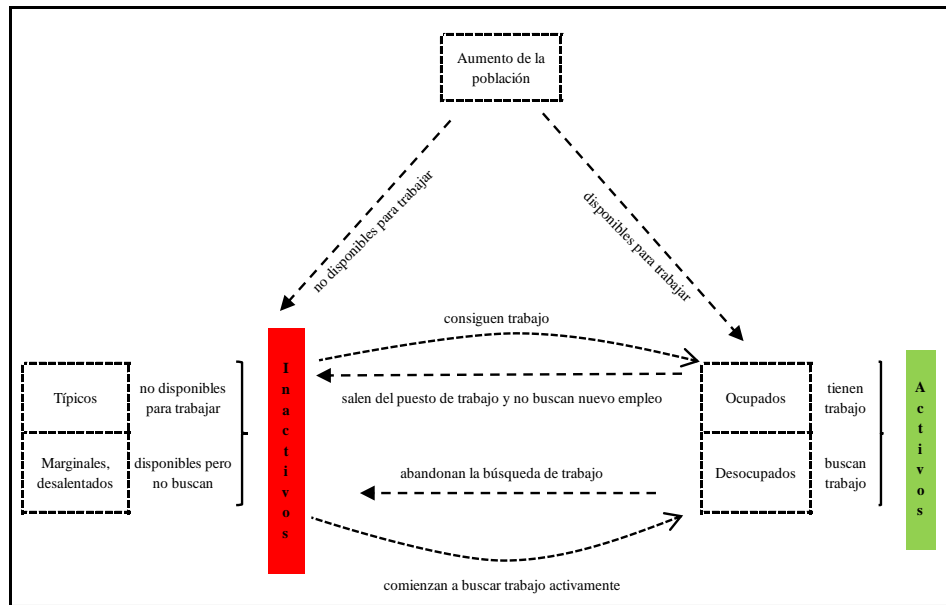 Aumento de la
población
no disponibles para trabajar
disponibles para trabajar
consiguen trabajo
Típicos
no disponibles
para trabajar
Inactivos
salen del puesto de trabajo y no buscan nuevo empleo
Ocupados
tienen
trabajo
Activos
Marginales,
desalentados
disponibles pero
no buscan
abandonan la búsqueda de trabajo
Desocupados
buscan
trabajo
comienzan a buscar trabajo activamente